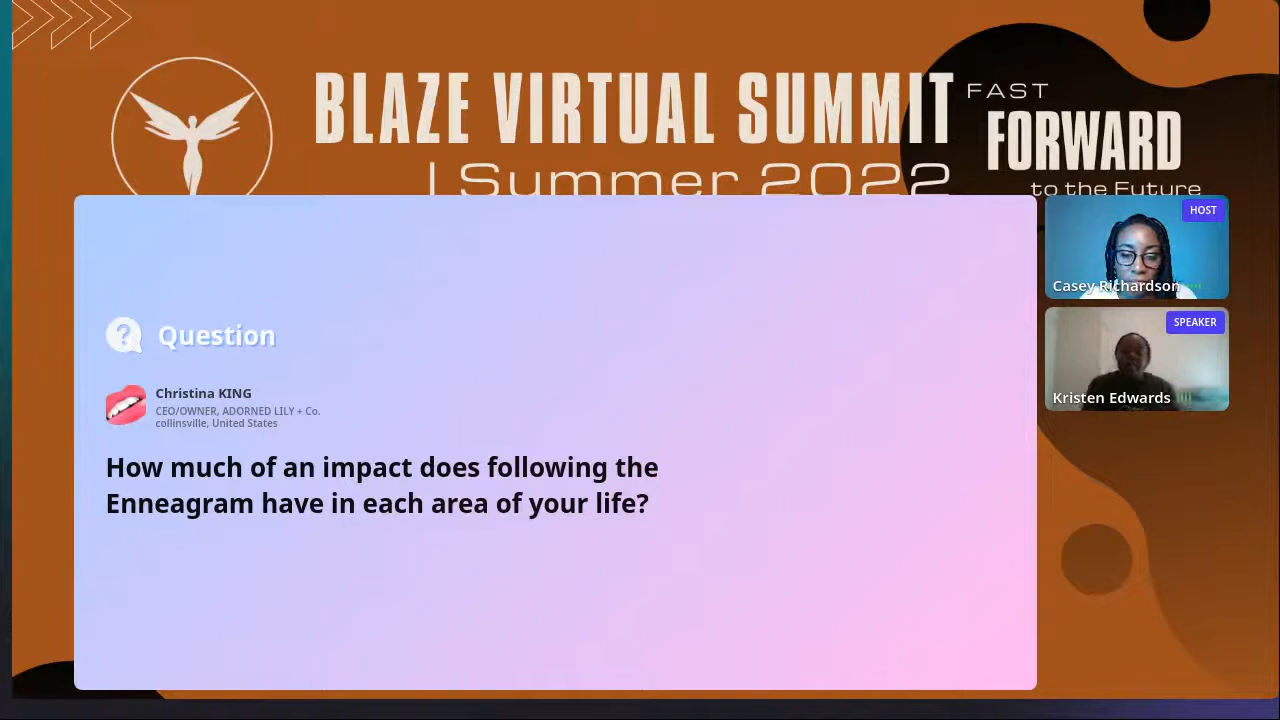 BLAZE VIRTUAL SUMMIT
| Summer 2022
FAST
FORWARD
to the Future
HOST
Casey Richardson
SPEAKER
Kristen Edwards
Question
Christina KING
CEO/OWNER, ADORNED LILY + Co.
collinsville, United States
How much of an impact does following the
Enneagram have in each area of your life?